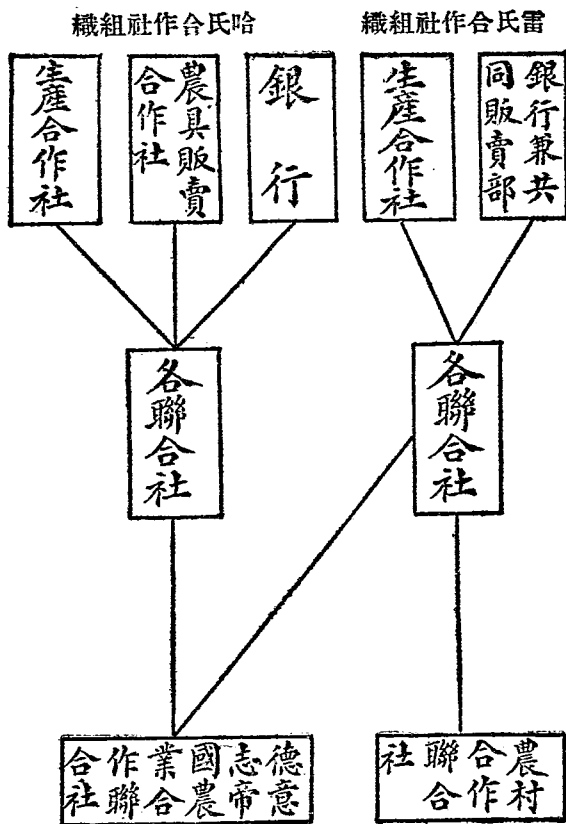 雷氏合作社組織
哈氏合作社組織
銀行兼共
同販賣部
生產合作社
銀行
農具販賣
合作社
生產合作社
各聯合社
各聯合社
農村
合作
聯合
社
德意
志帝
國農
業合
作聯
合社